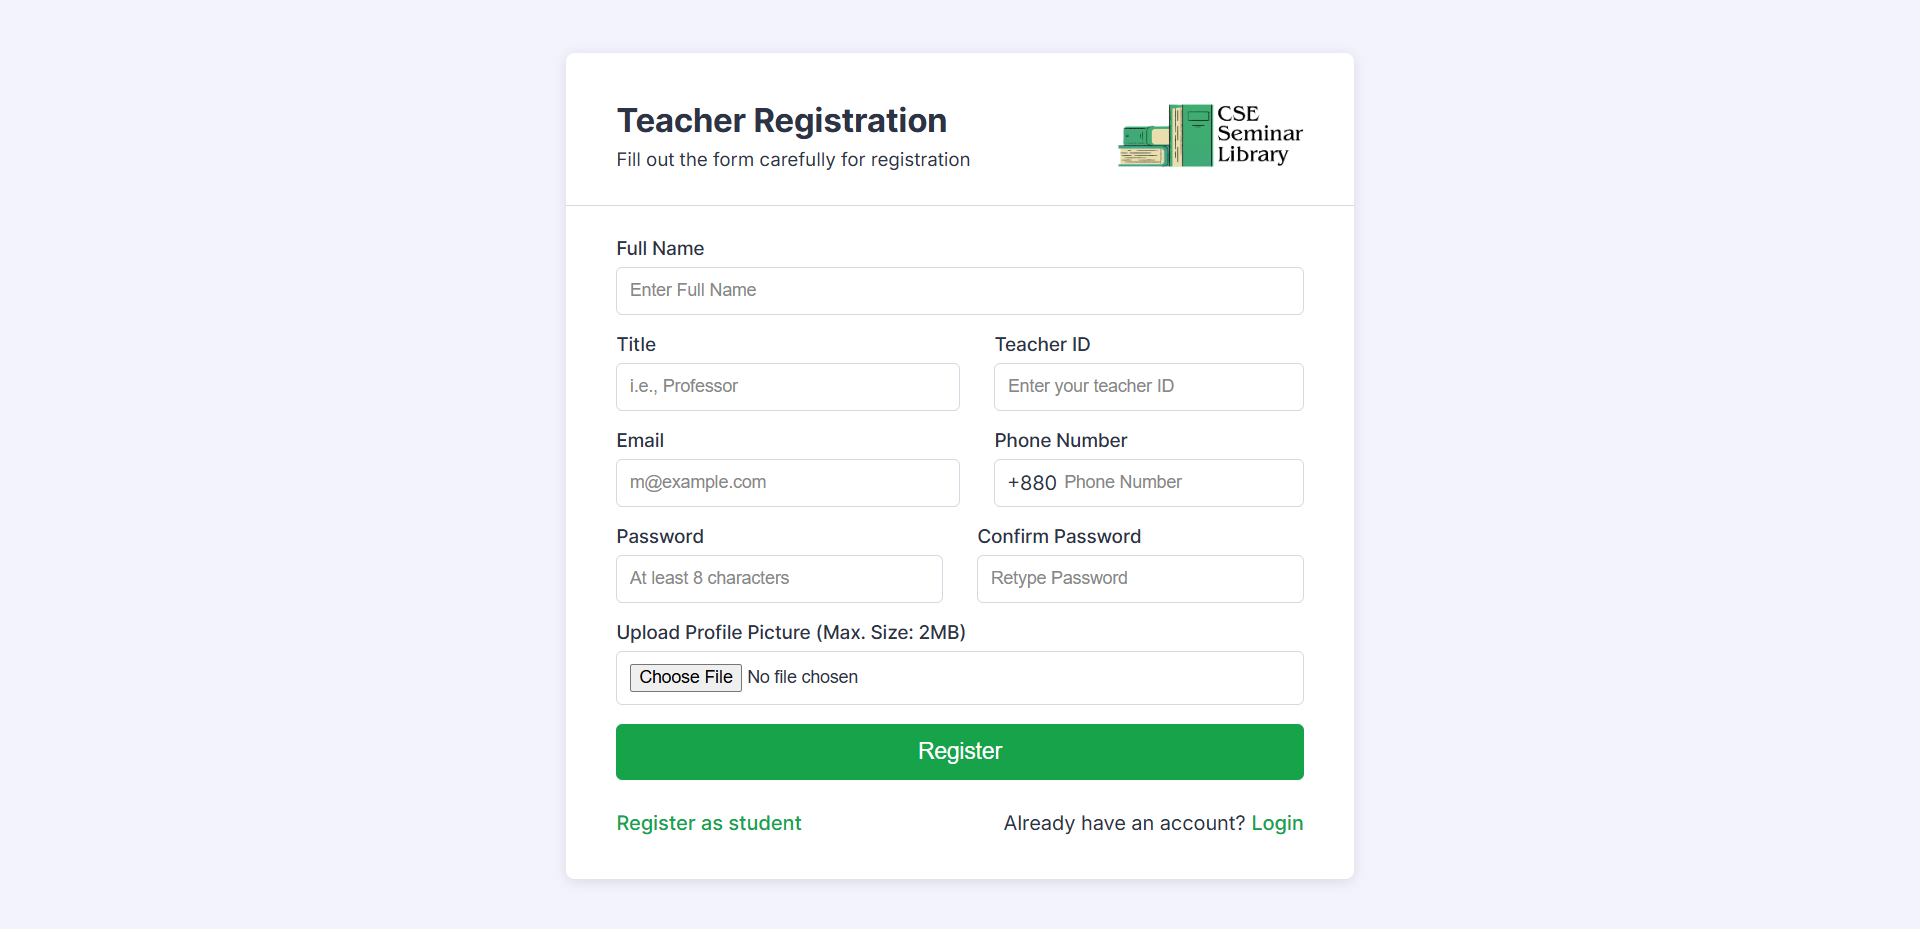 Teacher Registration
Fill out the form carefully for registration
CSE
Seminar
Library
Full Name
Enter Full Name
Title
Teacher ID
i.e., Professor
Enter your teacher ID
Email
Phone Number
m@example.com
+880 Phone Number
Password
Confirm Password
At least 8 characters
Retype Password
Upload Profile Picture (Max. Size: 2MB)
Choose File No file chosen
Register
Register as student
Already have an account? Login